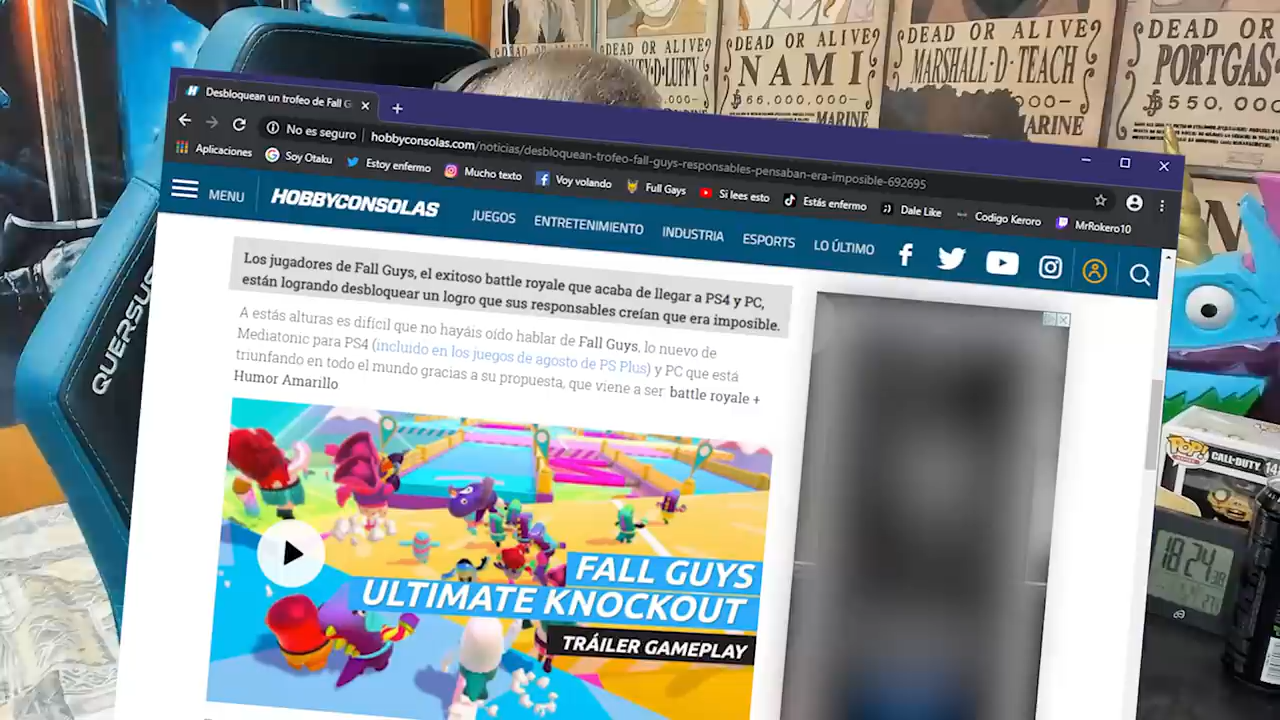 DEAD OR ALIVE
DEAD OR ALIVE
DEAD OR ALIVE
DEAD OR ALIVE
DEAD OR
Y·D·LUFFY
NAMI
MARSHALL·D·TEACH
PORTGAS
66,000,000-
550,000
MARINE
MARINE
QUERSUS
Desbloquean un trofeo de Fall G
No es seguro
hobbyconsolas.com/noticias/desbloquean-trofeo-fall-guys-responsables-pensaban-era-imposible-692695
Aplicaciones
Soy Otaku
Estoy enfermo
Mucho texto
Voy volando
Full Gays
Si lees esto
Estás enfermo
Dale Like
Codigo Keroro
MrRokero10
MENU
HOBBYCONSOLAS
JUEGOS
ENTRETENIMIENTO
INDUSTRIA
ESPORTS
LO ÚLTIMO
Los jugadores de Fall Guys, el exitoso battle royale que acaba de llegar a PS4 y PC,
están logrando desbloquear un logro que sus responsables creían que era imposible.
A estás alturas es difícil que no hayáis oído hablar de Fall Guys, lo nuevo de
Mediatonic para PS4 (incluido en los juegos de agosto de PS Plus) y PC que está
triunfando en todo el mundo gracias a su propuesta, que viene a ser: battle royale +
Humor Amarillo
FALL GUYS
ULTIMATE KNOCKOUT
TRÁILER GAMEPLAY
POP!
CALL·DUTY
18:24